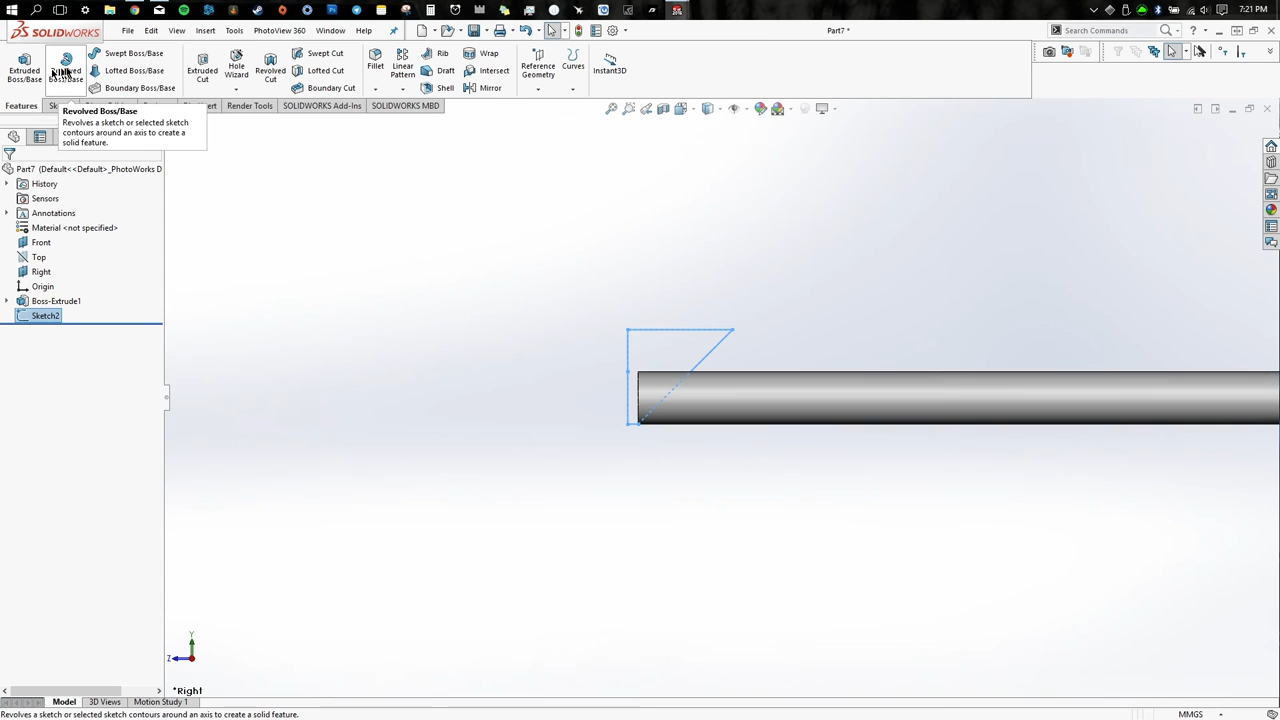 7:21 PM
SOLIDWORKS
File
Edit
View
Insert
Tools
PhotoView 360
Window
Help
Part7 *
Search Commands
Extruded
Boss/Base
Boss/Base
Swept Boss/Base
Lofted Boss/Base
Boundary Boss/Base
Extruded
Cut
Hole
Wizard
Revolved
Cut
Swept Cut
Lofted Cut
Boundary Cut
Fillet
Linear
Pattern
Rib
Draft
Shell
Wrap
Intersect
Mirror
Reference
Geometry
Curves
Instant3D
Features
Render Tools
SOLIDWORKS Add-Ins
SOLIDWORKS MBD
Revolved Boss/Base
Revolves a sketch or selected sketch
contours around an axis to create a
solid feature.
Part7 (Default<<Default>_PhotoWorks D
History
Sensors
Annotations
Material <not specified>
Front
Top
Right
Origin
Boss-Extrude1
Sketch2
Y
Z
*Right
Model
3D Views
Motion Study 1
Revolves a sketch or selected sketch contours around an axis to create a solid feature.
MMGS